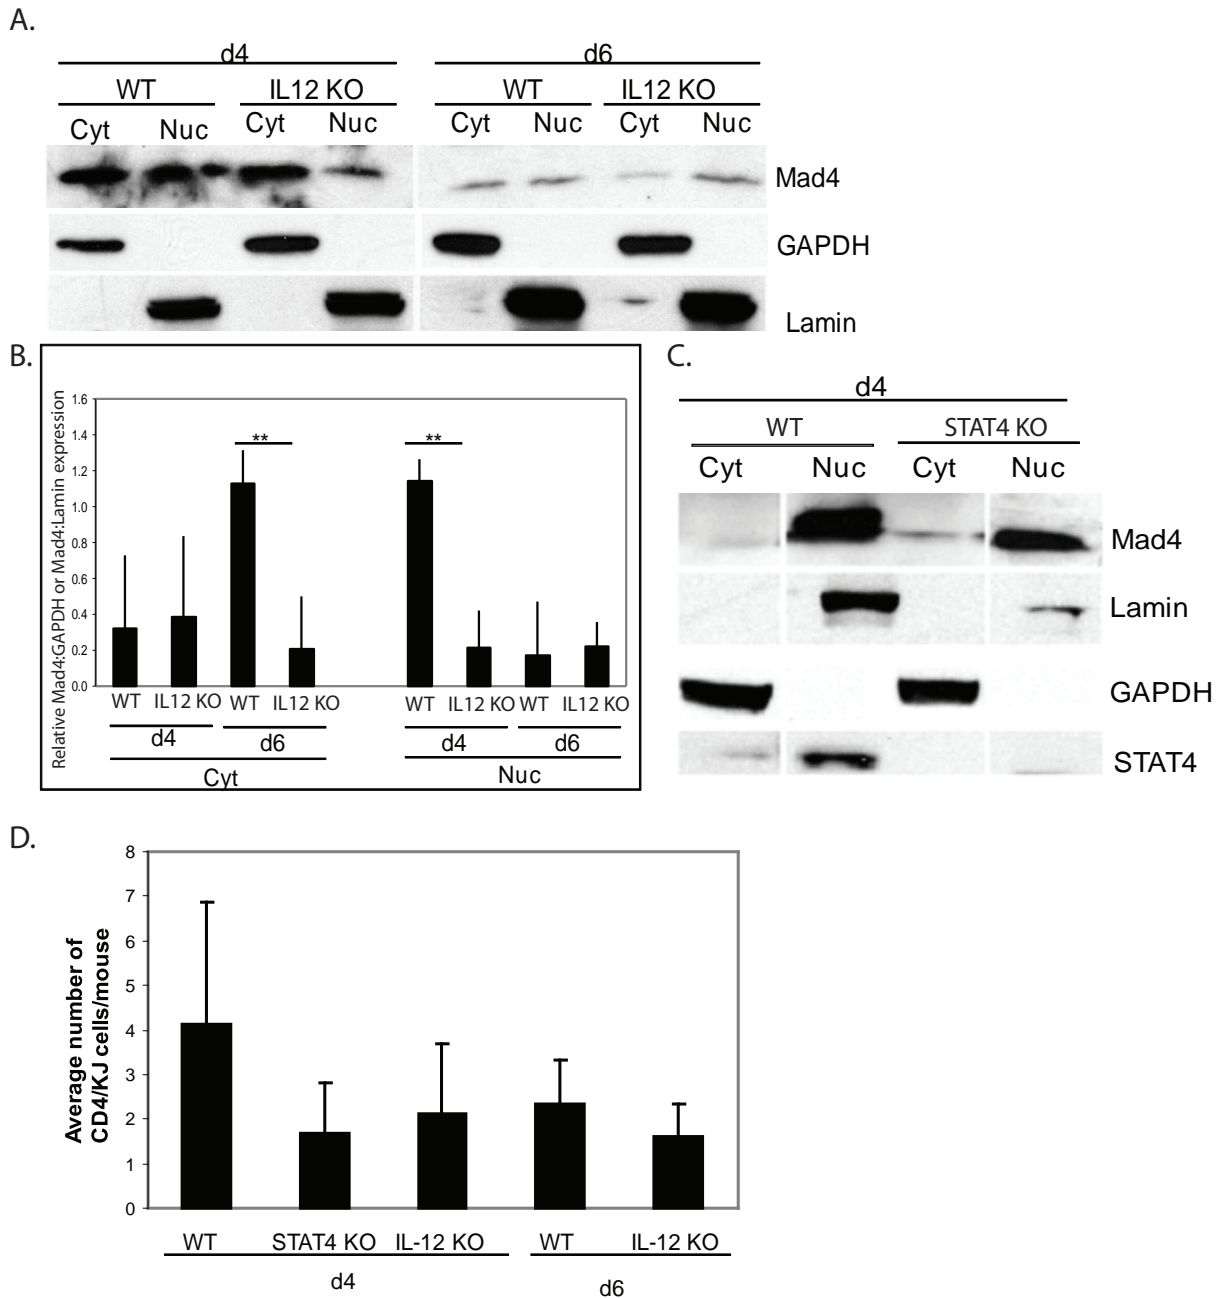 A.
d4 d6
WT IL12 KO WT IL12 KO
Cyt Nuc Cyt Nuc Cyt Nuc Cyt Nuc
Mad4
GAPDH
Lamin
B.
Relative Mad4:GAPDH or Mad4:Lamin expression
1.6
1.4
1.2
1.0
0.8
0.6
0.4
0.2
0.0
** **
WT IL12 KO WT IL12 KO WT IL12 KO WT IL12 KO
d4 d6 d4 d6
Cyt Nuc
C.
d4
WT STAT4 KO
Cyt Nuc Cyt Nuc
Mad4
Lamin
GAPDH
STAT4
D.
Average number of
CD4/KJ cells/mouse
8
7
6
5
4
3
2
1
0
WT STAT4 KO IL-12 KO WT IL-12 KO
d4 d6